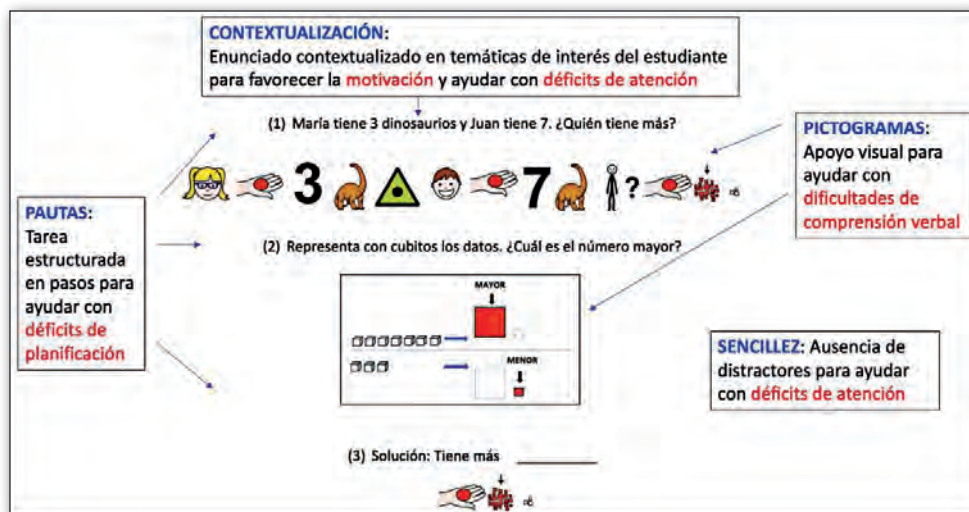 CONTEXTUALIZACIÓN:
Enunciado contextualizado en temáticas de interés del estudiante
para favorecer la motivación y ayudar con déficits de atención
(1) María tiene 3 dinosaurios y Juan tiene 7. ¿Quién tiene más?
3
7
?
PICTOGRAMAS:
Apoyo visual para
ayudar con
dificultades de
comprensión verbal
PAUTAS:
Tarea
estructurada
en pasos para
ayudar con
déficits de
planificación
(2) Representa con cubitos los datos. ¿Cuál es el número mayor?
MAYOR
MENOR
SENCILLEZ: Ausencia de
distractores para ayudar
con déficits de atención
(3) Solución: Tiene más ________